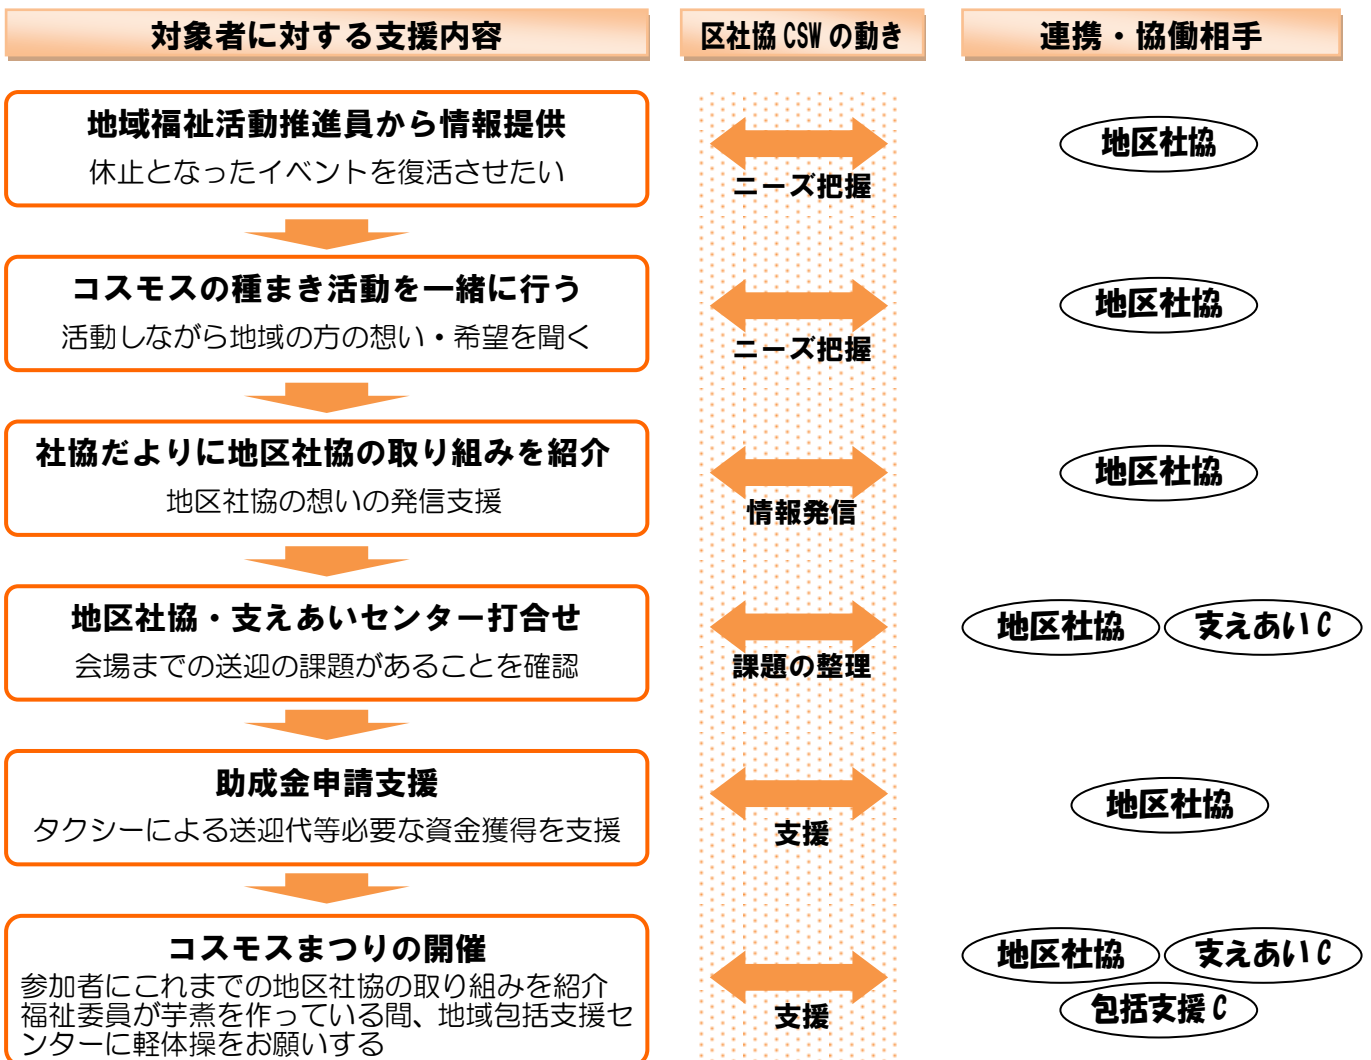 対象者に対する支援内容
区社協 CSW の動き
連携・協働相手
地域福祉活動推進員から情報提供
休止となったイベントを復活させたい
ニーズ把握
地区社協
コスモスの種まき活動を一緒に行う
活動しながら地域の方の想い・希望を聞く
ニーズ把握
地区社協
社協だよりに地区社協の取り組みを紹介
地区社協の想いの発信支援
情報発信
地区社協
地区社協・支えあいセンター打合せ
会場までの送迎の課題があることを確認
課題の整理
地区社協
支えあいC
助成金申請支援
タクシーによる送迎代等必要な資金獲得を支援
支援
地区社協
コスモスまつりの開催
参加者にこれまでの地区社協の取り組みを紹介
福祉委員が芋煮を作っている間、地域包括支援セ
ンターに軽体操をお願いする
支援
地区社協
支えあいC
包括支援C